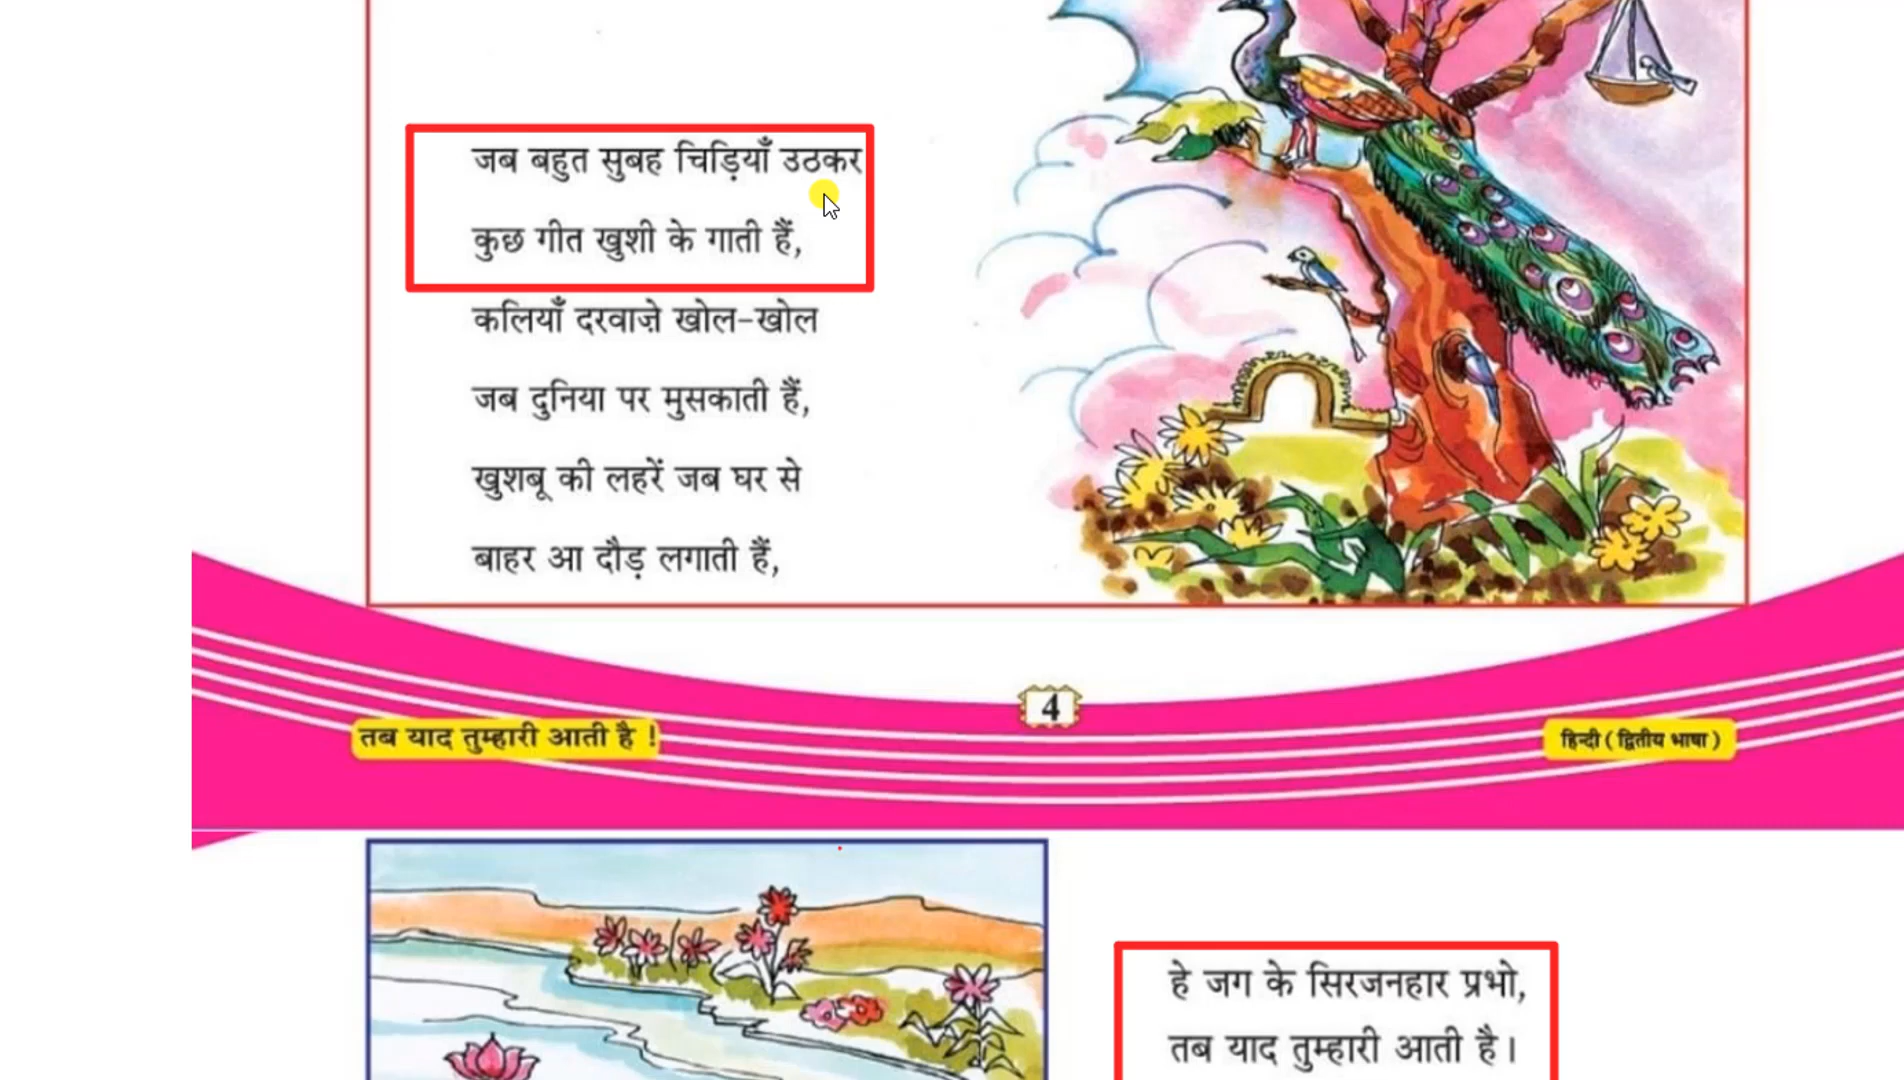 जब बहुत सुबह चिड़ियाँ उठकर
कुछ गीत खुशी के गाती हैं,
कलियाँ दरवाज़े खोल-खोल
जब दुनिया पर मुसकाती हैं,
खुशबू की लहरें जब घर से
बाहर आ दौड़ लगाती हैं,
4
तब याद तुम्हारी आती है !
हिन्दी ( द्वितीय भाषा )
हे जग के सिरजनहार प्रभो,
तब याद तुम्हारी आती है।